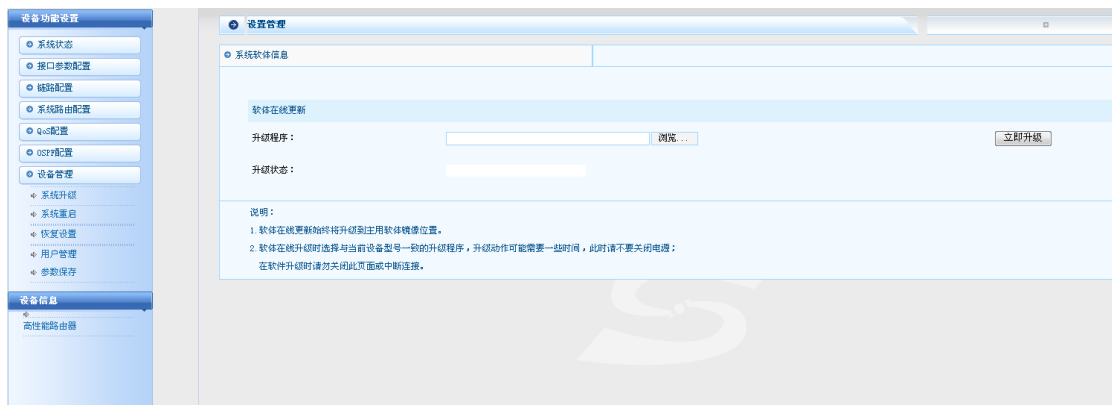 设备功能设置
系统状态
接口参数配置
链路配置
系统路由配置
QoS配置
OSPF配置
设备管理
系统升级
系统重启
恢复设置
用户管理
参数保存
设备信息
高性能路由器
设置管理
系统软体信息
软体在线更新
升级程序：
浏览...
立即升级
升级状态：
说明：
1. 软体在线更新始终将升级到主用软体镜像位置。
2. 软体在线升级时选择与当前设备型号一致的升级程序，升级动作可能需要一些时间，此时请不要关闭电源；
在软件升级时请勿关闭此页面或中断连接。